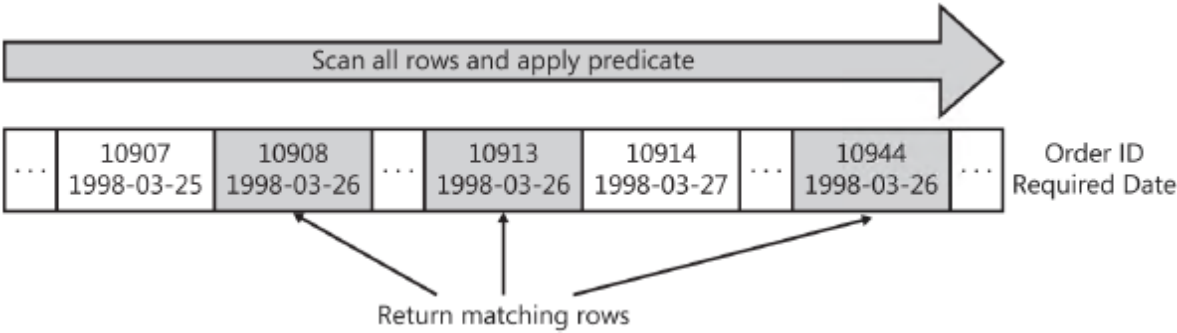 Scan all rows and apply predicate
... 10907 10908 ... 10913 10914 ... 10944 ... Order ID
1998-03-25 1998-03-26 1998-03-26 1998-03-27 1998-03-26 Required Date
Return matching rows